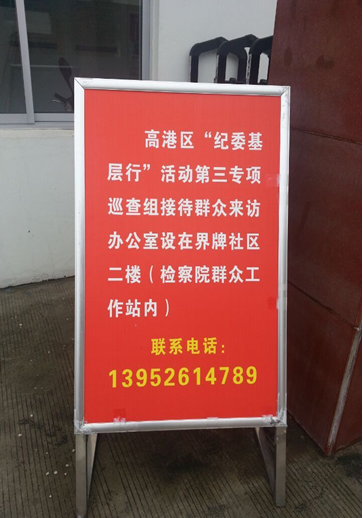 高港区“纪委基
层行”活动第三专项
巡查组接待群众来访
办公室设在界牌社区
二楼（检察院群众工
作站内）
联系电话：
13952614789